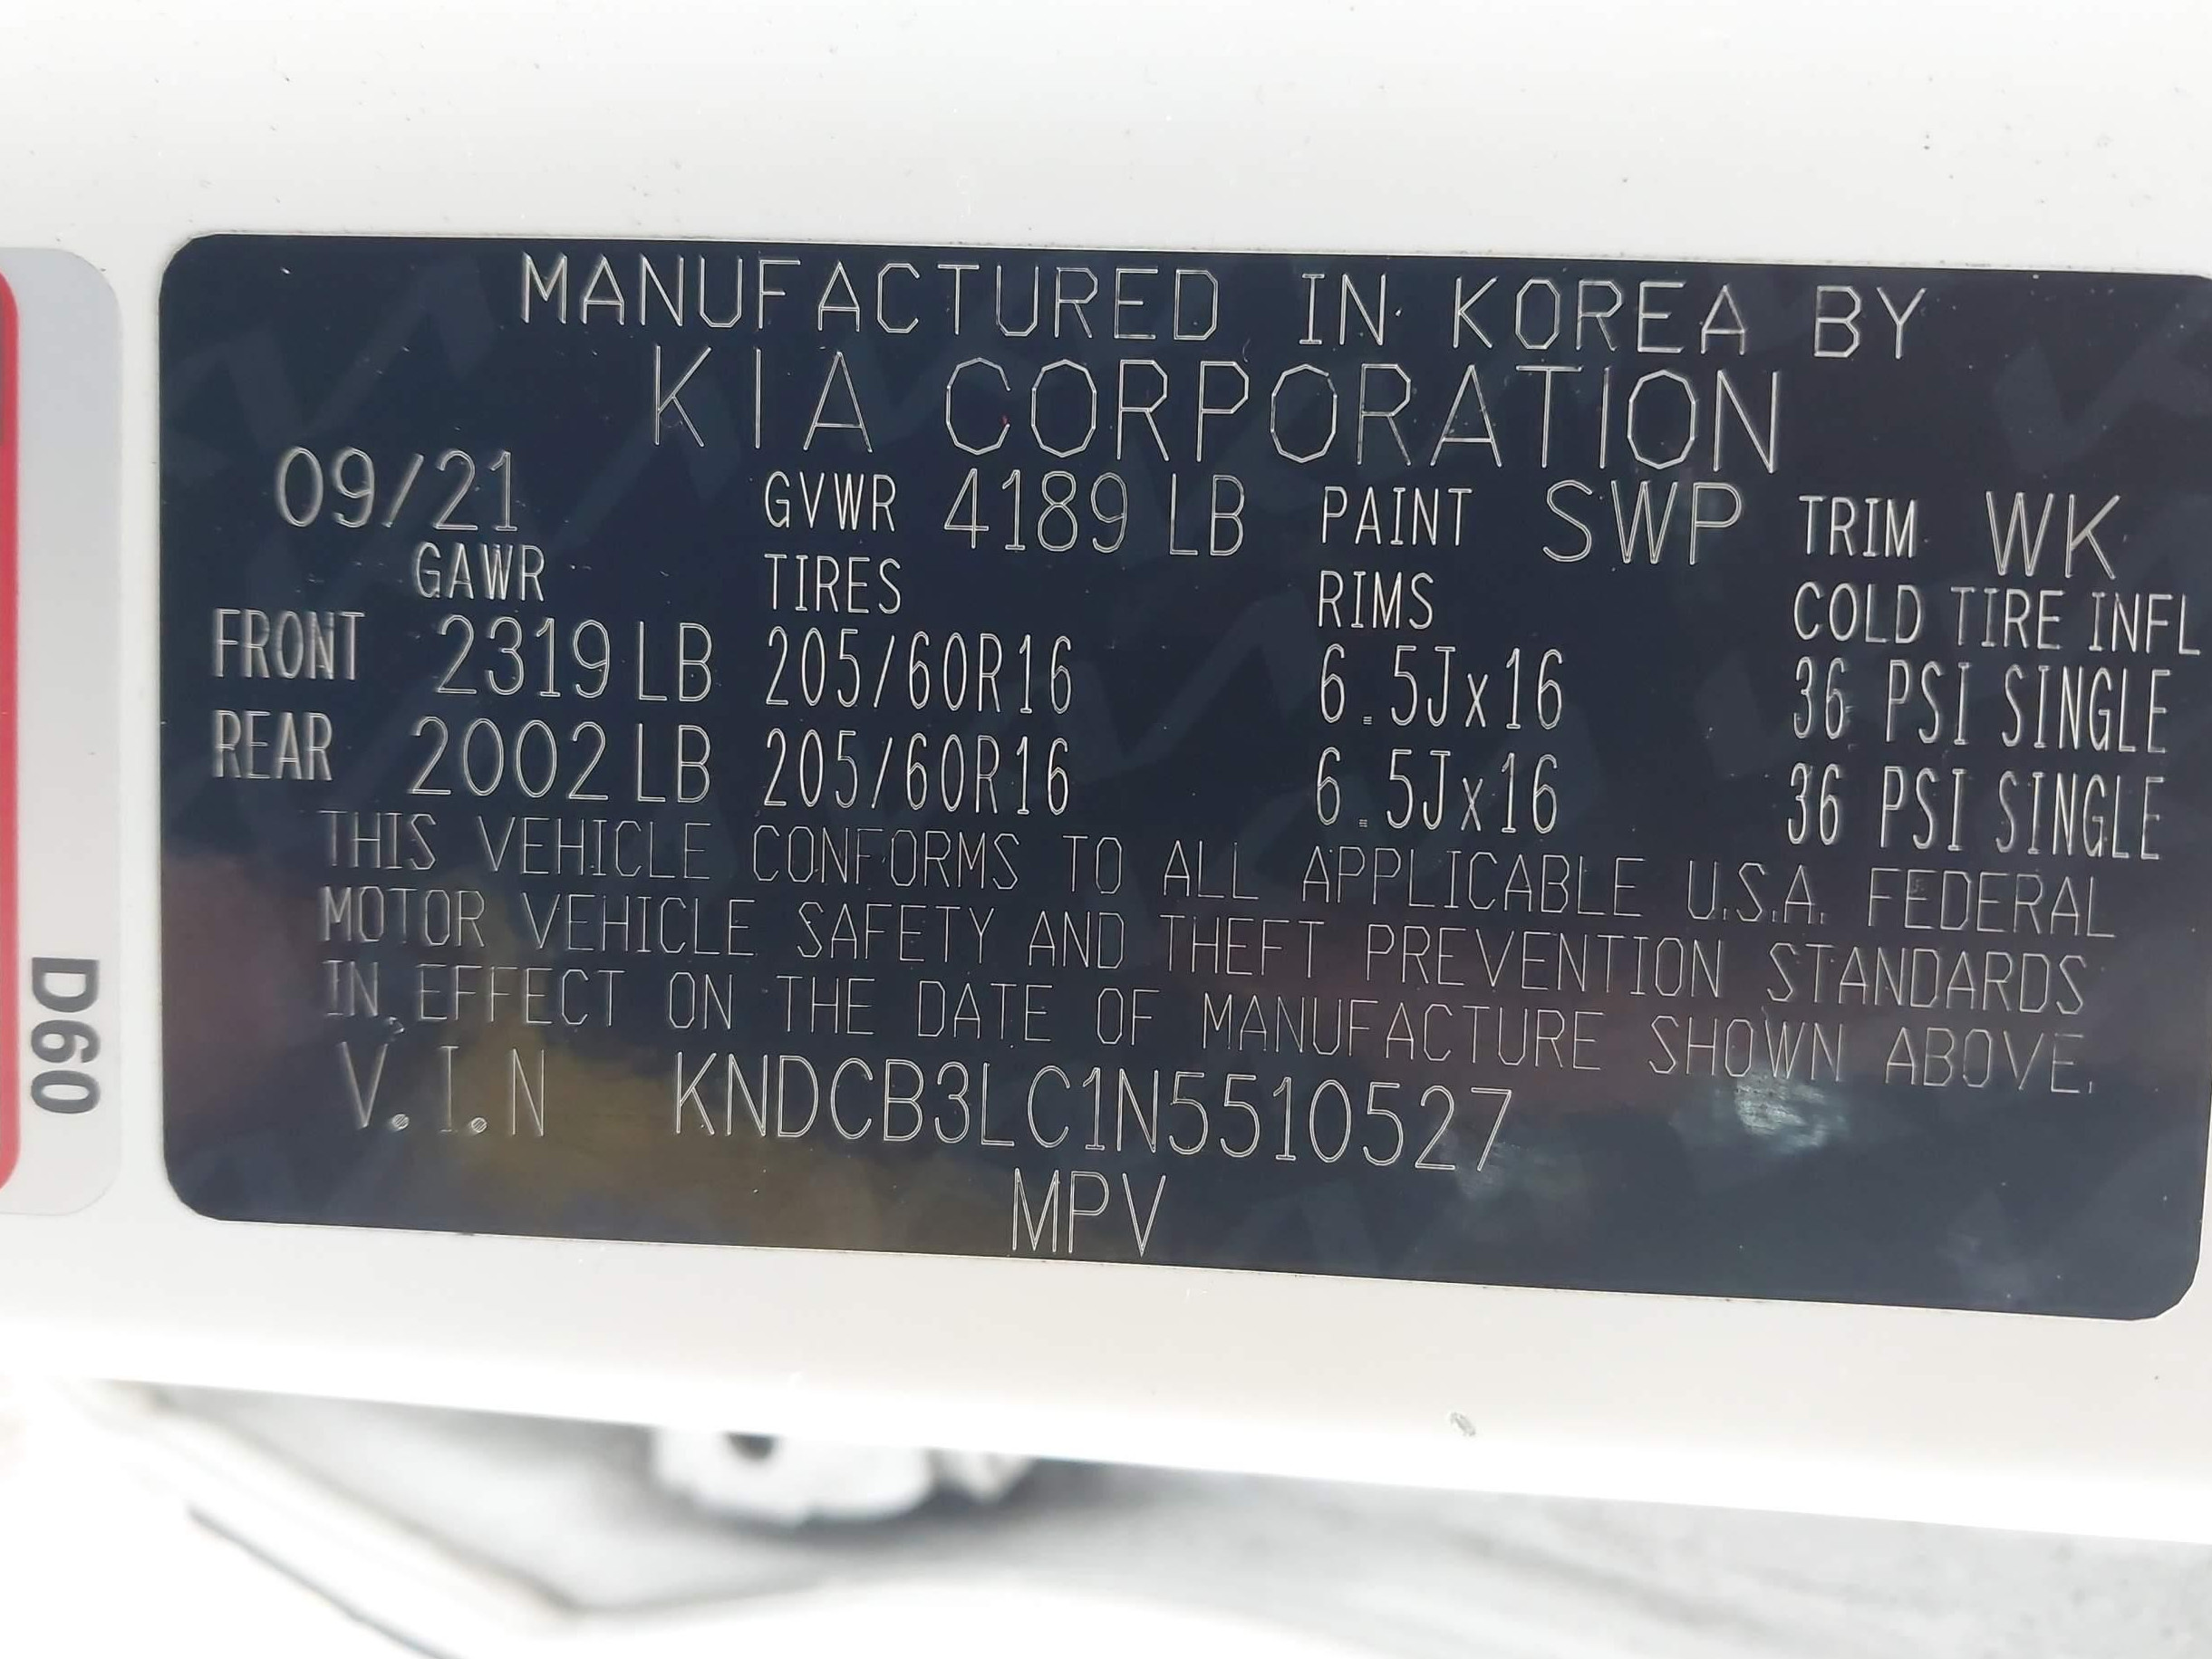 MANUFACTURED IN KOREA BY
KIA CORPORATION
09/21 GVWR 4189 LB PAINT SWP TRIM WK
GAWR TIRES RIMS COLD TIRE INFL
FRONT 2319 LB 205/60R16 6.5Jx16 36 PSI SINGLE
REAR 2002 LB 205/60R16 6.5Jx16 36 PSI SINGLE
THIS VEHICLE CONFORMS TO ALL APPLICABLE U.S.A. FEDERAL
MOTOR VEHICLE SAFETY AND THEFT PREVENTION STANDARDS
IN EFFECT ON THE DATE OF MANUFACTURE SHOWN ABOVE.
V.I.N KNDCB3LC1N5510527
MPV
D60